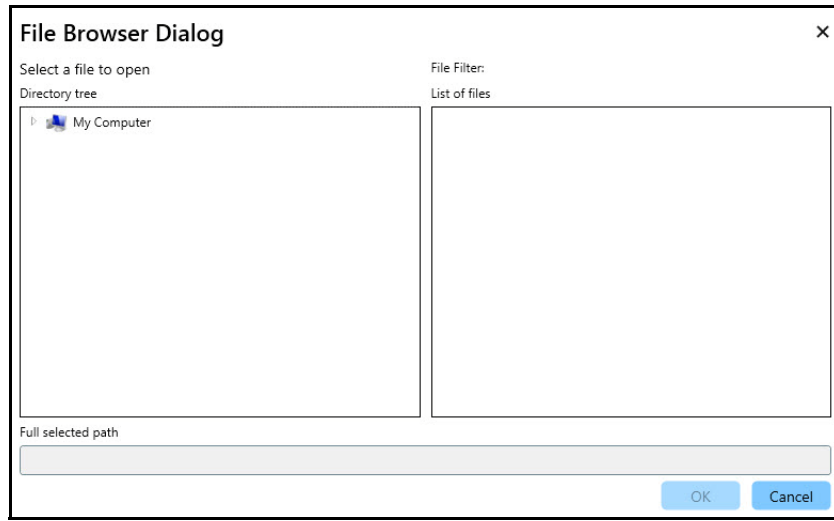 File Browser Dialog
Select a file to open
File Filter:
Directory tree
List of files
My Computer
Full selected path
OK
Cancel